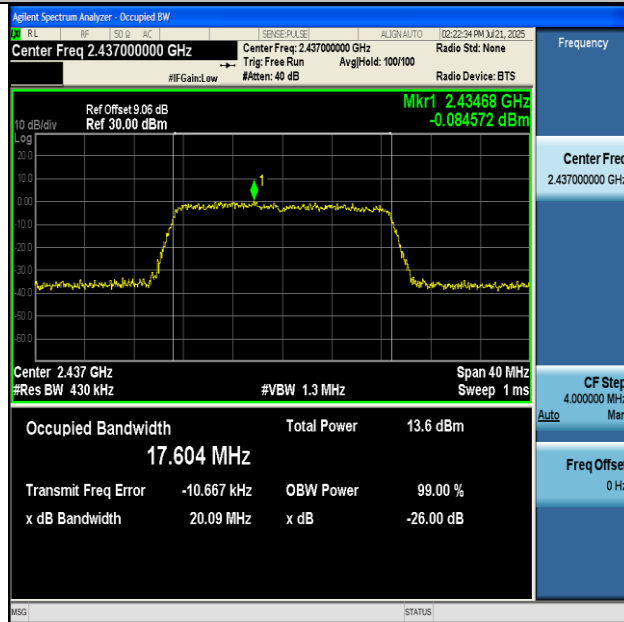 Agilent Spectrum Analyzer - Occupied BW
RL RF 50 Ω AC SENSE:PULSE ALIGN AUTO 02:22:34 PM Jul 21, 2025
Center Freq 2.437000000 GHz Center Freq: 2.437000000 GHz Radio Std: None
Trig: Free Run Avg|Hold: 100/100
#IFGain:Low #Atten: 40 dB Radio Device: BTS
Mkr1 2.43468 GHz
-0.084572 dBm
Ref Offset 9.06 dB
10 dB/div Ref 30.00 dBm
Log
20.0
10.0
0.00
-10.0
-20.0
-30.0
-40.0
-50.0
-60.0
1
Center 2.437 GHz Span 40 MHz
#Res BW 430 kHz #VBW 1.3 MHz Sweep 1 ms
Occupied Bandwidth Total Power 13.6 dBm
17.604 MHz
Transmit Freq Error -10.667 kHz OBW Power 99.00 %
x dB Bandwidth 20.09 MHz x dB -26.00 dB
MSG STATUS
Frequency
Center Freq
2.437000000 GHz
CF Step
4.000000 MHz
Auto Man
Freq Offset
0 Hz